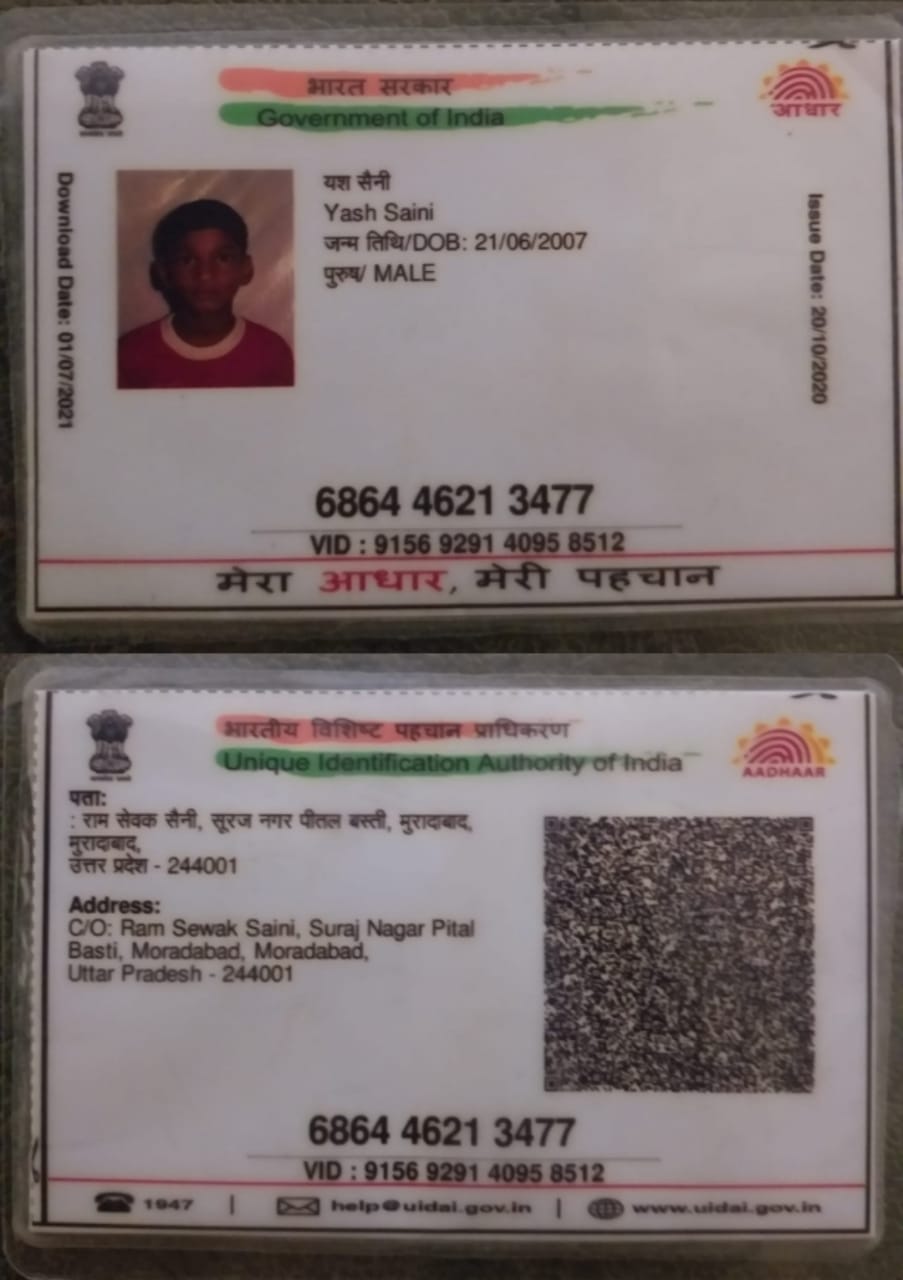 भारत सरकार
Government of India
आधार
Download Date: 01/07/2021
यश सैनी
Yash Saini
जन्म तिथि/DOB: 21/06/2007
पुरुष/ MALE
Issue Date: 20/10/2020
6864 4621 3477
VID : 9156 9291 4095 8512
मेरा आधार, मेरी पहचान
भारतीय विशिष्ट पहचान प्राधिकरण
Unique Identification Authority of India
AADHAAR
पता:
: राम सेवक सैनी, सूरज नगर पीतल बस्ती, मुरादाबाद,
मुरादाबाद,
उत्तर प्रदेश - 244001
Address:
C/O: Ram Sewak Saini, Suraj Nagar Pital
Basti, Moradabad, Moradabad,
Uttar Pradesh - 244001
6864 4621 3477
VID : 9156 9291 4095 8512
1947 | help@uidai.gov.in | www.uidai.gov.in